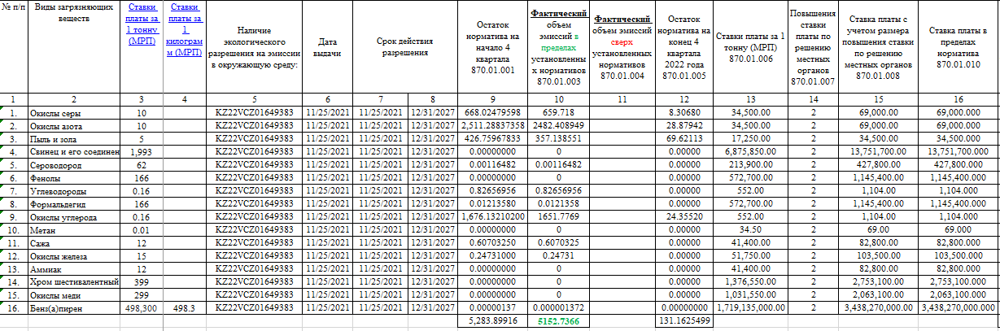 № п/п
Виды загрязняющих веществ
Ставки платы за 1 тонну (МРП)
Ставки платы за 1 килограмм (МРП)
Наличие экологического разрешения на эмиссии в окружающую среду:
Дата выдачи
Срок действия разрешения
Остаток норматива на начало 4 квартала 870.01.001
Фактический объем эмиссий в пределах установленных нормативов 870.01.003
Фактический объем эмиссий сверх установленных нормативов 870.01.004
Остаток норматива на конец 4 квартала 2022 года 870.01.005
Ставки платы за 1 тонну (МРП) 870.01.006
Повышения ставки платы по решению местных органов 870.01.007
Ставка платы с учетом размера повышения ставки по решению местных органов 870.01.008
Ставка платы в пределах норматива 870.01.010
1 2 3 4 5 6 7 8 9 10 11 12 13 14 15 16
1. Окислы серы 10 KZ22VCZ01649383 11/25/2021 11/25/2021 12/31/2027 668.02479598 659.718 8.30680 34,500.00 2 69,000.00 69,000.000
2. Окислы азота 10 KZ22VCZ01649383 11/25/2021 11/25/2021 12/31/2027 2,511.28837358 2482.408949 28.87942 34,500.00 2 69,000.00 69,000.000
3. Пыль и зола 5 KZ22VCZ01649383 11/25/2021 11/25/2021 12/31/2027 426.75967833 357.138551 69.62113 17,250.00 2 34,500.00 34,500.000
4. Свинец и его соединен 1,993 KZ22VCZ01649383 11/25/2021 11/25/2021 12/31/2027 0.00000000 0 0.00000 6,875,850.00 2 13,751,700.00 13,751,700.000
5. Сероводород 62 KZ22VCZ01649383 11/25/2021 11/25/2021 12/31/2027 0.00116482 0.00116482 0.00000 213,900.00 2 427,800.00 427,800.000
6. Фенолы 166 KZ22VCZ01649383 11/25/2021 11/25/2021 12/31/2027 0.00000000 0 0.00000 572,700.00 2 1,145,400.00 1,145,400.000
7. Углеводороды 0.16 KZ22VCZ01649383 11/25/2021 11/25/2021 12/31/2027 0.82656956 0.82656956 0.00000 552.00 2 1,104.00 1,104.000
8. Формальдегид 166 KZ22VCZ01649383 11/25/2021 11/25/2021 12/31/2027 0.01213580 0.0121358 0.00000 572,700.00 2 1,145,400.00 1,145,400.000
9. Окислы углерода 0.16 KZ22VCZ01649383 11/25/2021 11/25/2021 12/31/2027 1,676.13210200 1651.7769 24.35520 552.00 2 1,104.00 1,104.000
10. Метан 0.01 KZ22VCZ01649383 11/25/2021 11/25/2021 12/31/2027 0.00000000 0 0.00000 34.50 2 69.00 69.000
11. Сажа 12 KZ22VCZ01649383 11/25/2021 11/25/2021 12/31/2027 0.60703250 0.6070325 0.00000 41,400.00 2 82,800.00 82,800.000
12. Окислы железа 15 KZ22VCZ01649383 11/25/2021 11/25/2021 12/31/2027 0.24731000 0.24731 0.00000 51,750.00 2 103,500.00 103,500.000
13. Аммиак 12 KZ22VCZ01649383 11/25/2021 11/25/2021 12/31/2027 0.00000000 0 0.00000 41,400.00 2 82,800.00 82,800.000
14. Хром шестивалентный 399 KZ22VCZ01649383 11/25/2021 11/25/2021 12/31/2027 0.00000000 0 0.00000 1,376,550.00 2 2,753,100.00 2,753,100.000
15. Окислы меди 299 KZ22VCZ01649383 11/25/2021 11/25/2021 12/31/2027 0.00000000 0 0.00000 1,031,550.00 2 2,063,100.00 2,063,100.000
16. Бенз(а)пирен 498,300 498.3 KZ22VCZ01649383 11/25/2021 11/25/2021 12/31/2027 0.00000137 0.000001372 0.00000000 1,719,135,000.00 2 3,438,270,000.00 3,438,270,000.000
5,283.89916 5152.7366 131.1625499